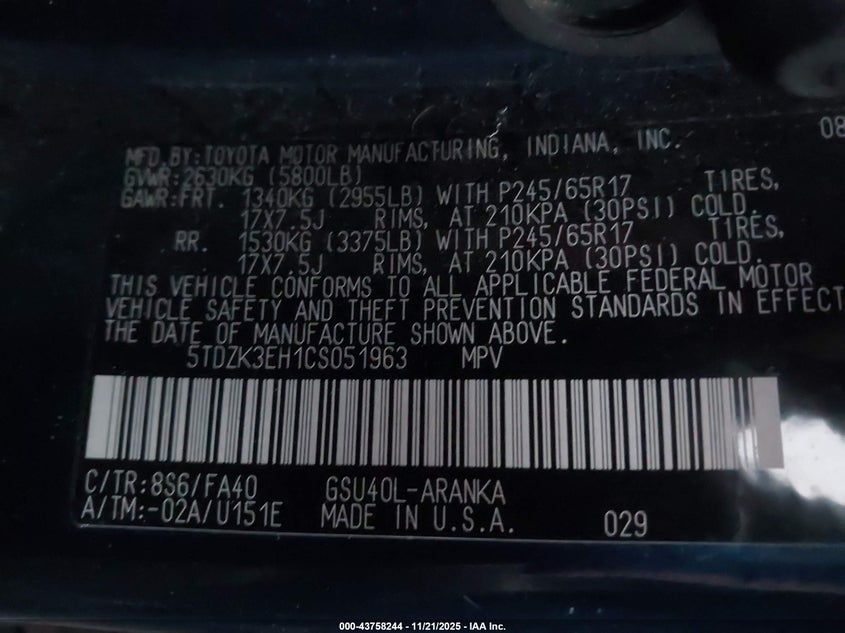 08
MFD.BY:TOYOTA MOTOR MANUFACTURING, INDIANA, INC.
GVWR:2630KG (5800LB)
GAWR:FRT. 1340KG (2955LB) WITH P245/65R17 TIRES,
17X7.5J RIMS, AT 210KPA (30PSI) COLD.
RR. 1530KG (3375LB) WITH P245/65R17 TIRES,
17X7.5J RIMS, AT 210KPA (30PSI) COLD.
THIS VEHICLE CONFORMS TO ALL APPLICABLE FEDERAL MOTOR
VEHICLE SAFETY AND THEFT PREVENTION STANDARDS IN EFFECT
THE DATE OF MANUFACTURE SHOWN ABOVE.
5TDZK3EH1CS051963 MPV
C/TR:8S6/FA40 GSU40L-ARANKA
A/TM:-02A/U151E MADE IN U.S.A. 029
000-43758244 - 11/21/2025 - IAA Inc.